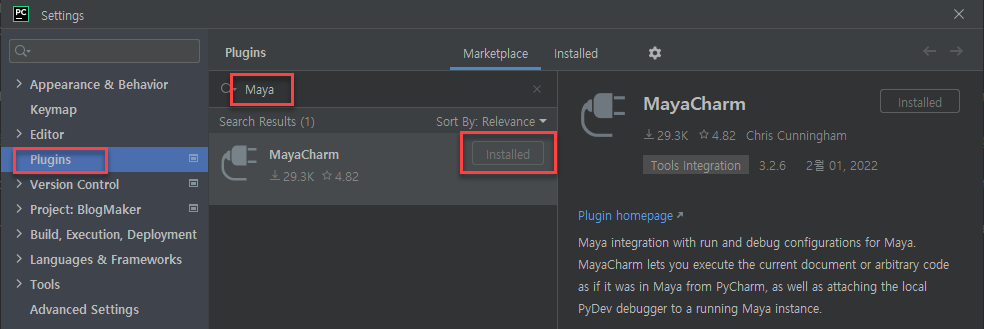 PC
Settings
Plugins
Marketplace
Installed
Appearance & Behavior
Keymap
Editor
Plugins
Version Control
Project: BlogMaker
Build, Execution, Deployment
Languages & Frameworks
Tools
Advanced Settings
Maya
Search Results (1)
Sort By: Relevance
MayaCharm
29.3K 4.82
Installed
MayaCharm
Installed
29.3K 4.82 Chris Cunningham
Tools Integration 3.2.6 2월 01, 2022
Plugin homepage
Maya integration with run and debug configurations for Maya.
MayaCharm lets you execute the current document or arbitrary code
as if it was in Maya from PyCharm, as well as attaching the local
PyDev debugger to a running Maya instance.